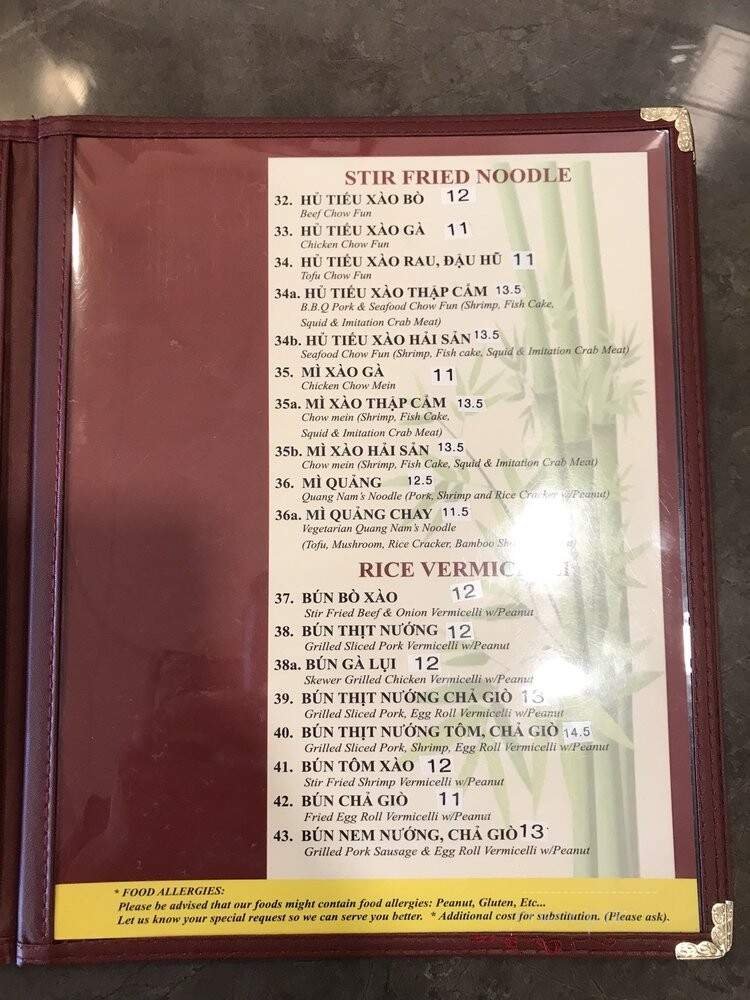 STIR FRIED NOODLE
32. HỦ TIẾU XÀO BÒ 12
Beef Chow Fun
33. HỦ TIẾU XÀO GÀ 11
Chicken Chow Fun
34. HỦ TIẾU XÀO RAU, ĐẬU HŨ 11
Tofu Chow Fun
34a. HỦ TIẾU XÀO THẬP CẢM 13.5
B.B.Q Pork & Seafood Chow Fun (Shrimp, Fish Cake,
Squid & Imitation Crab Meat)
34b. HỦ TIẾU XÀO HẢI SẢN 13.5
Seafood Chow Fun (Shrimp, Fish cake, Squid & Imitation Crab Meat)
35. MÌ XÀO GÀ 11
Chicken Chow Mein
35a. MÌ XÀO THẬP CẢM 13.5
Chow mein (Shrimp, Fish Cake,
Squid & Imitation Crab Meat)
35b. MÌ XÀO HẢI SẢN 13.5
Chow mein (Shrimp, Fish Cake, Squid & Imitation Crab Meat)
36. MÌ QUẢNG 12.5
Quang Nam's Noodle (Pork, Shrimp and Rice Cracker w/Peanut)
36a. MÌ QUẢNG CHAY 11.5
Vegetarian Quang Nam's Noodle
(Tofu, Mushroom, Rice Cracker, Bamboo
RICE
37. BÚN BÒ XÀO 12
Stir Fried Beef & Onion Vermicelli w/Peanut
38. BÚN THỊT NƯỚNG 12
Grilled Sliced Pork Vermicelli w/Peanut
38a. BÚN GÀ LỤI 12
Skewer Grilled Chicken Vermicelli w/Peanut
39. BÚN THỊT NƯỚNG CHẢ GIÒ 13
Grilled Sliced Pork, Egg Roll Vermicelli w/Peanut
40. BÚN THỊT NƯỚNG TÔM, CHẢ GIÒ 14.5
Grilled Sliced Pork, Shrimp, Egg Roll Vermicelli w/Peanut
41. BÚN TÔM XÀO 12
Stir Fried Shrimp Vermicelli w/Peanut
42. BÚN CHẢ GIÒ 11
Fried Egg Roll Vermicelli w/Peanut
43. BÚN NEM NƯỚNG, CHẢ GIÒ 13
Grilled Pork Sausage & Egg Roll Vermicelli w/Peanut
* FOOD ALLERGIES:
Please be advised that our foods might contain food allergies: Peanut, Gluten, Etc...
Let us know your special request so we can serve you better. * Additional cost for substitution. (Please ask).